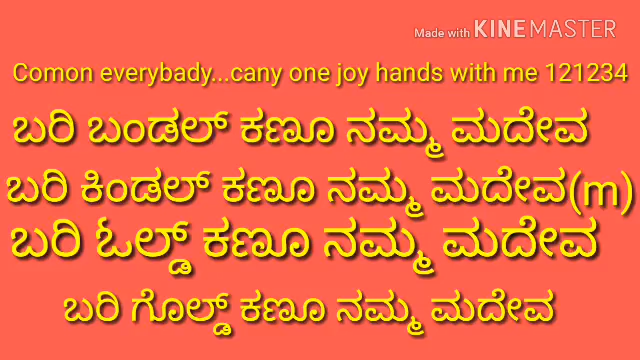 Made with KINEMASTER
Comon everybady...cany one joy hands with me 121234
ಬರಿ ಬಂಡಲ್ ಕಣೂ ನಮ್ಮ ಮದೇವ
ಬರಿ ಕಿಂಡಲ್ ಕಣೂ ನಮ್ಮ ಮದೇವ(m)
ಬರಿ ಓಲ್ಡ್ ಕಣೂ ನಮ್ಮ ಮದೇವ
ಬರಿ ಗೊಲ್ಡ್ ಕಣೂ ನಮ್ಮ ಮದೇವ